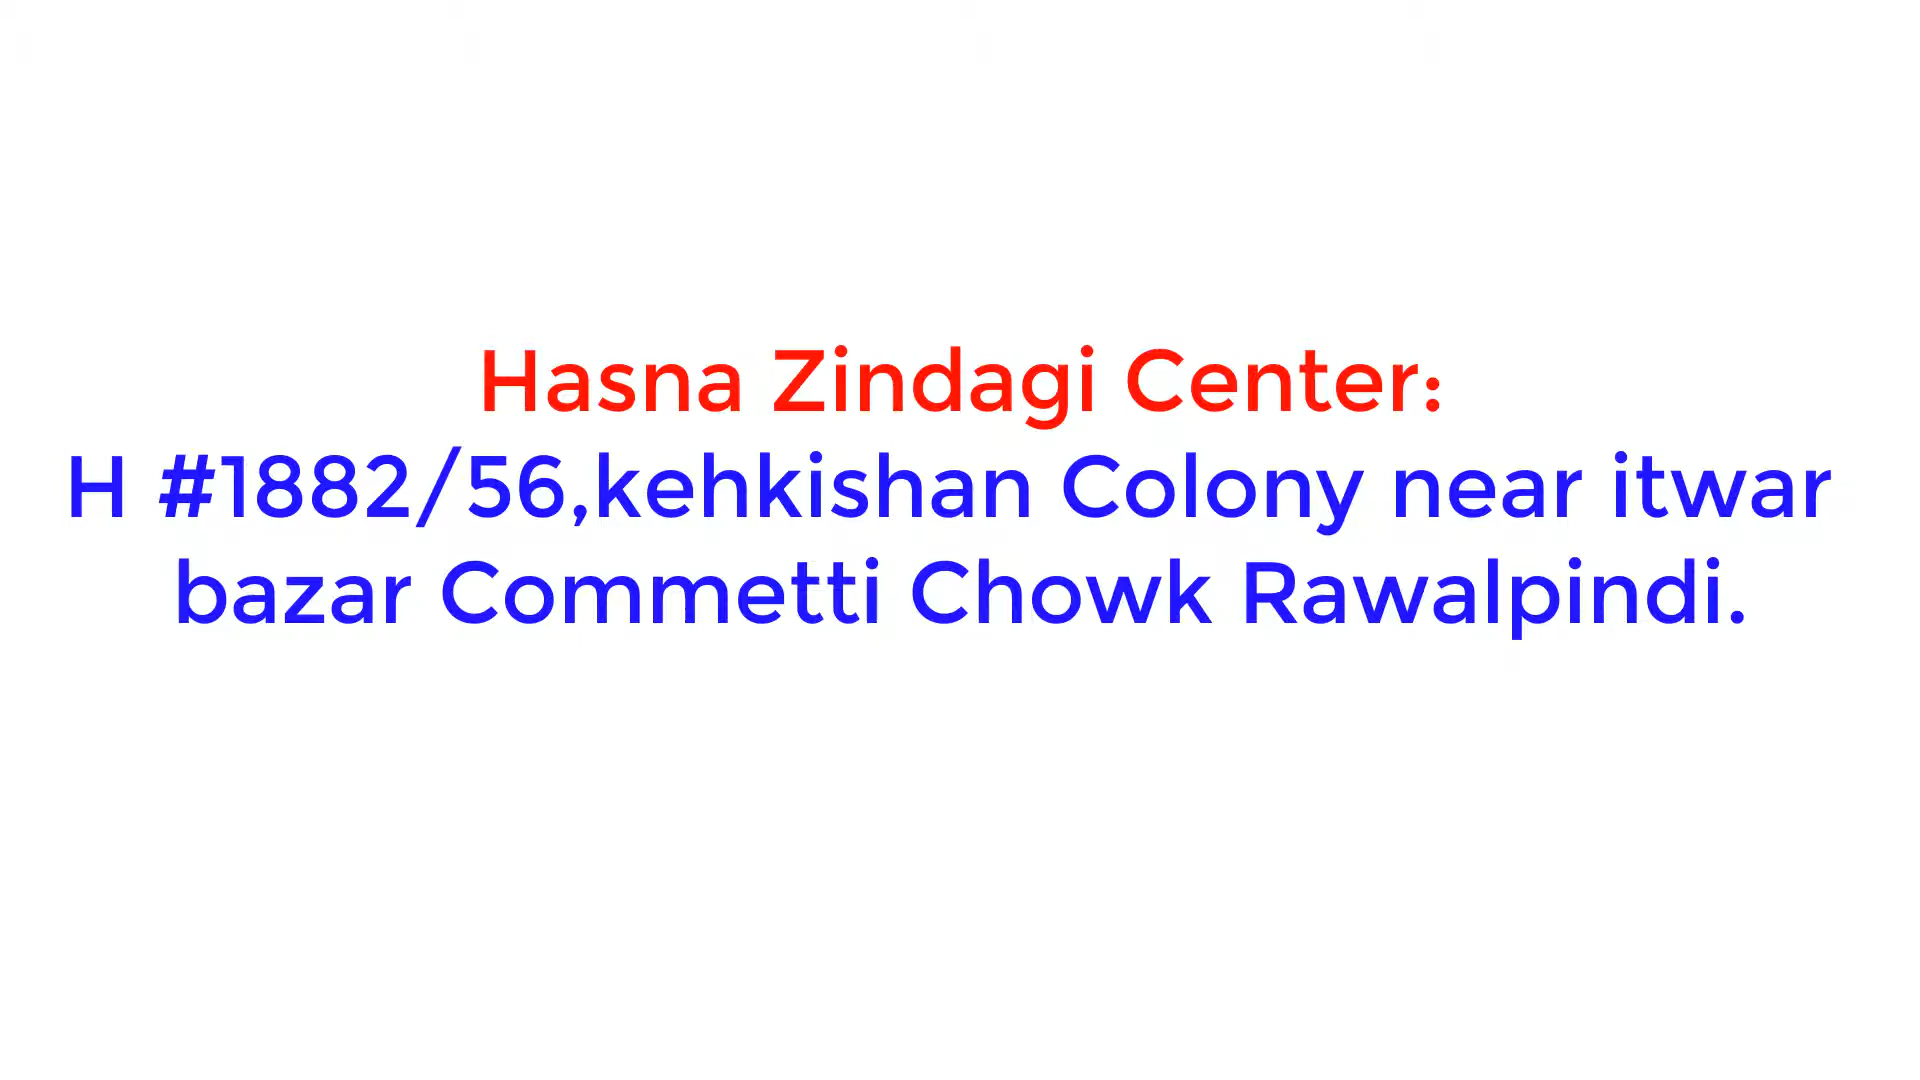 Hasna Zindagi Center:
H #1882/56,kehkishan Colony near itwar
bazar Commetti Chowk Rawalpindi.